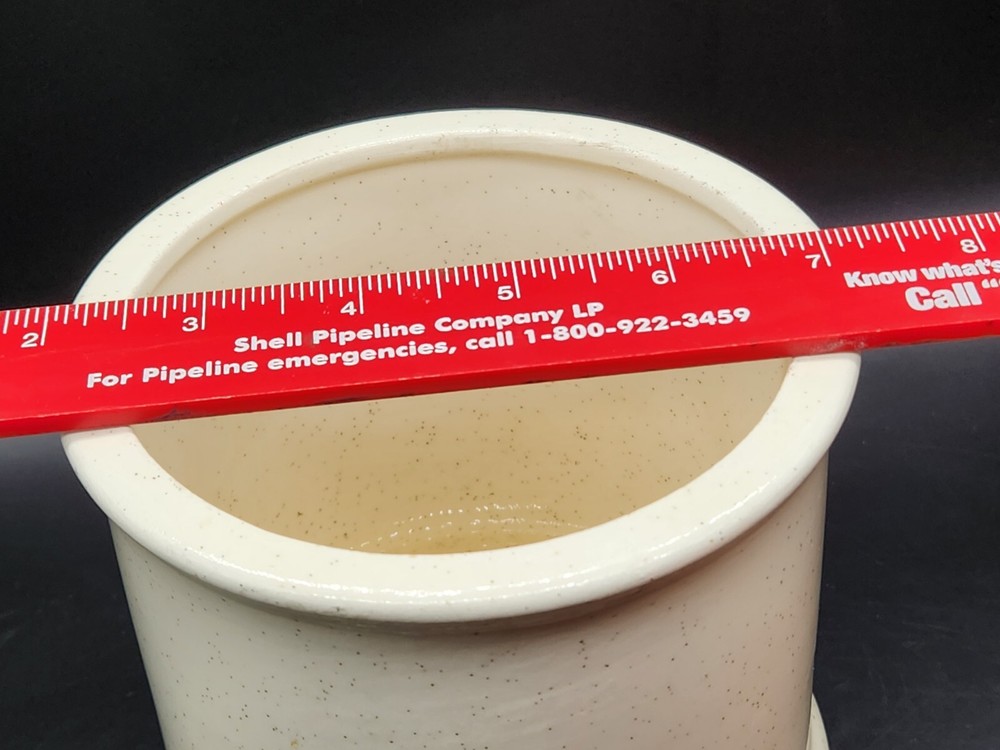 2 3 4 5 6 7 8
Shell Pipeline Company LP
For Pipeline emergencies, call 1-800-922-3459
Know what's
Call "